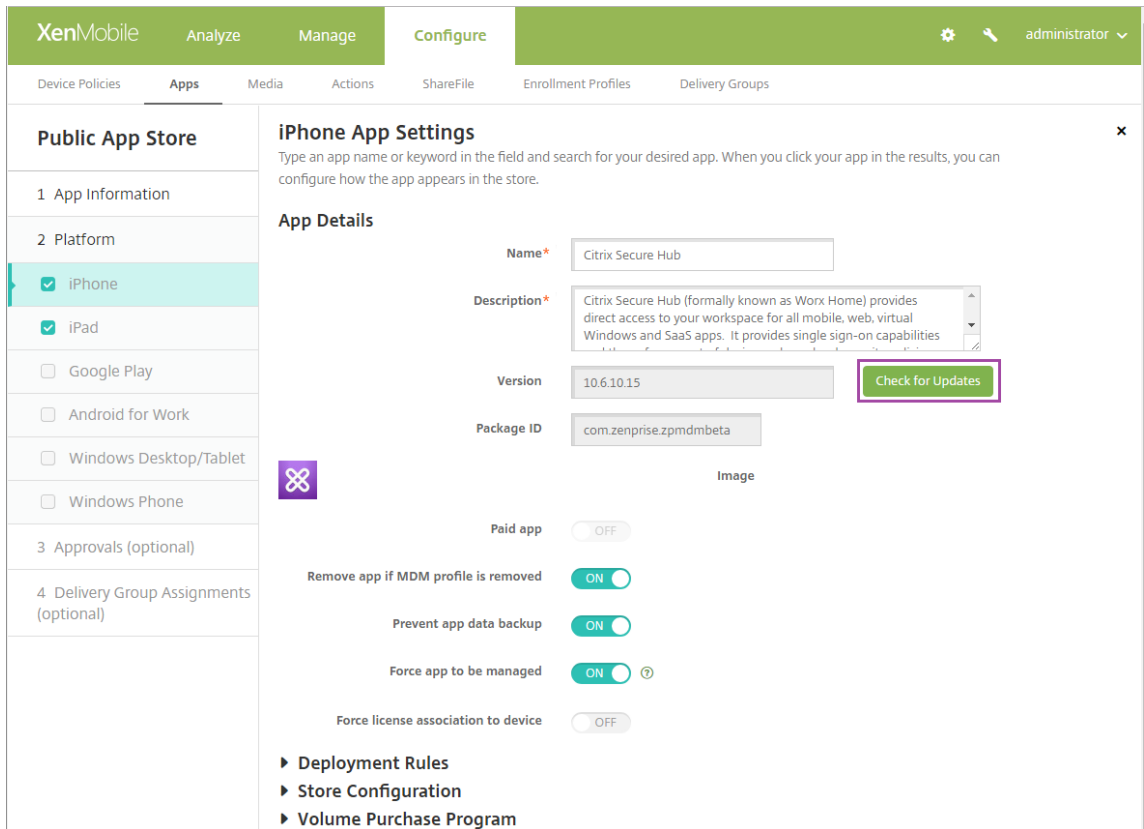 XenMobile Analyze Manage Configure administrator
Device Policies Apps Media Actions ShareFile Enrollment Profiles Delivery Groups
Public App Store
1 App Information
2 Platform
iPhone
iPad
Google Play
Android for Work
Windows Desktop/Tablet
Windows Phone
3 Approvals (optional)
4 Delivery Group Assignments
(optional)
iPhone App Settings
Type an app name or keyword in the field and search for your desired app. When you click your app in the results, you can
configure how the app appears in the store.
App Details
Name* Citrix Secure Hub
Description* Citrix Secure Hub (formally known as Worx Home) provides
direct access to your workspace for all mobile, web, virtual
Windows and SaaS apps. It provides single sign-on capabilities
Version 10.6.10.15 Check for Updates
Package ID com.zenprise.zpmdmbeta
Image
Paid app OFF
Remove app if MDM profile is removed ON
Prevent app data backup ON
Force app to be managed ON ?
Force license association to device OFF
Deployment Rules
Store Configuration
Volume Purchase Program